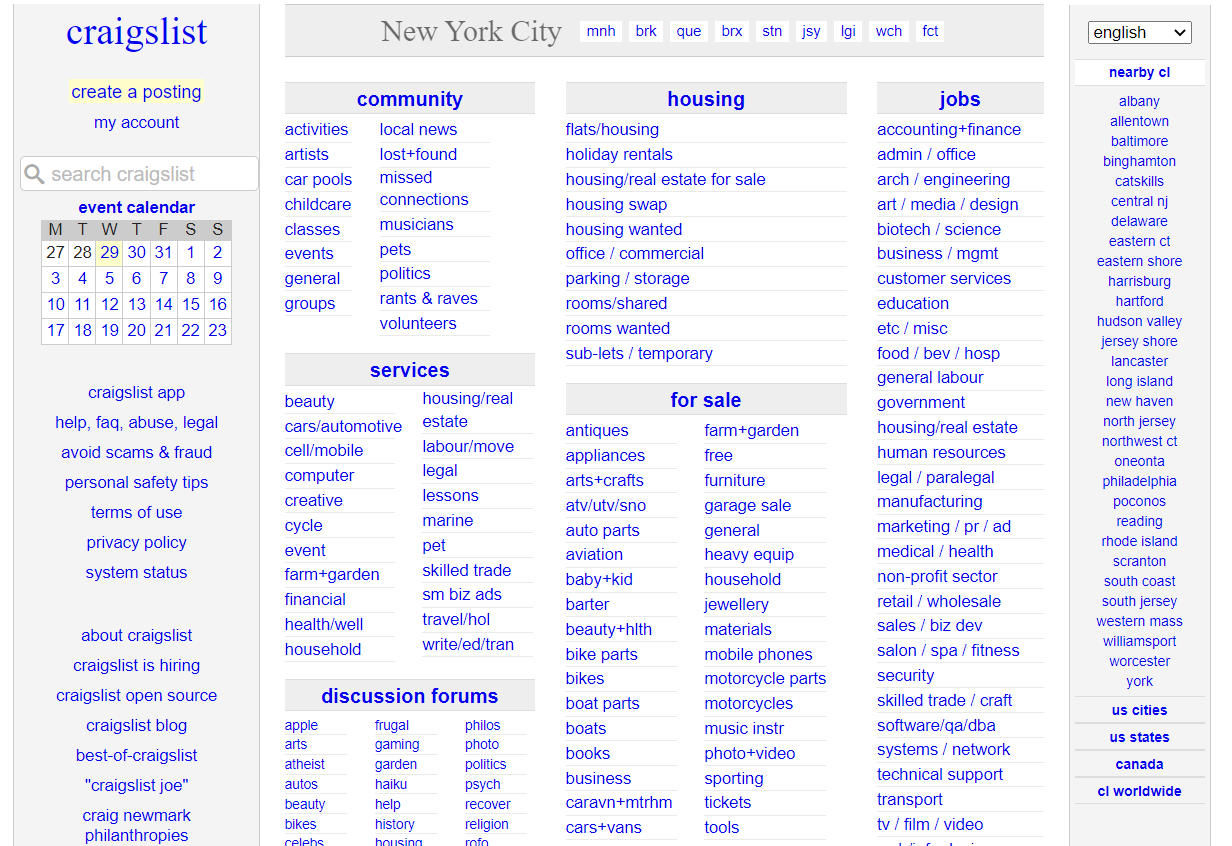 craigslist
create a posting
my account
search craigslist
event calendar
M T W T F S S
27 28 29 30 31 1 2
3 4 5 6 7 8 9
10 11 12 13 14 15 16
17 18 19 20 21 22 23
craigslist app
help, faq, abuse, legal
avoid scams & fraud
personal safety tips
terms of use
privacy policy
system status
about craigslist
craigslist is hiring
craigslist open source
craigslist blog
best-of-craigslist
"craigslist joe"
craig newmark
philanthropies
New York City mnh brk que brx stn jsy lgi wch fct
community
activities
artists
car pools
childcare
classes
events
general
groups
local news
lost+found
missed
connections
musicians
pets
politics
rants & raves
volunteers
services
beauty
cars/automotive
cell/mobile
computer
creative
cycle
event
farm+garden
financial
health/well
household
housing/real
estate
labour/move
legal
lessons
marine
pet
skilled trade
sm biz ads
travel/hol
write/ed/tran
discussion forums
apple
arts
atheist
autos
beauty
bikes
celebs
frugal
gaming
garden
haiku
help
history
housing
philos
photo
politics
psych
recover
religion
rofo
housing
flats/housing
holiday rentals
housing/real estate for sale
housing swap
housing wanted
office / commercial
parking / storage
rooms/shared
rooms wanted
sub-lets / temporary
for sale
antiques
appliances
arts+crafts
atv/utv/sno
auto parts
aviation
baby+kid
barter
beauty+hlth
bike parts
bikes
boat parts
boats
books
business
caravn+mtrhm
cars+vans
farm+garden
free
furniture
garage sale
general
heavy equip
household
jewellery
materials
mobile phones
motorcycle parts
motorcycles
music instr
photo+video
sporting
tickets
tools
jobs
accounting+finance
admin / office
arch / engineering
art / media / design
biotech / science
business / mgmt
customer services
education
etc / misc
food / bev / hosp
general labour
government
housing/real estate
human resources
legal / paralegal
manufacturing
marketing / pr / ad
medical / health
non-profit sector
retail / wholesale
sales / biz dev
salon / spa / fitness
security
skilled trade / craft
software/qa/dba
systems / network
technical support
transport
tv / film / video
english
nearby cl
albany
allentown
baltimore
binghamton
catskills
central nj
delaware
eastern ct
eastern shore
harrisburg
hartford
hudson valley
jersey shore
lancaster
long island
new haven
north jersey
northwest ct
oneonta
philadelphia
poconos
reading
rhode island
scranton
south coast
south jersey
western mass
williamsport
worcester
york
us cities
us states
canada
cl worldwide